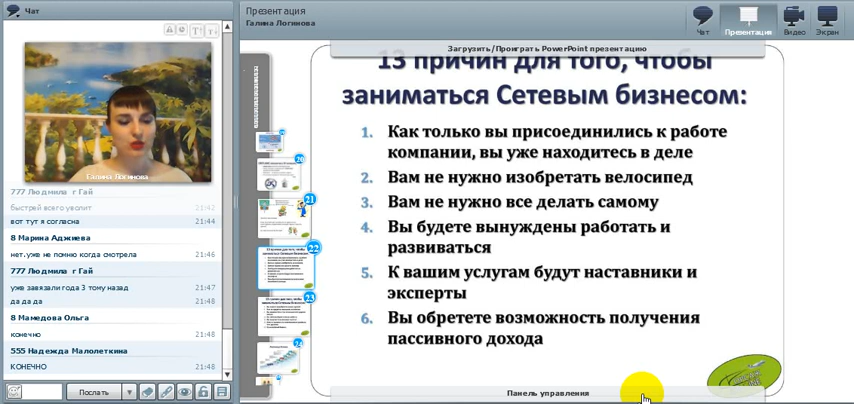 Чат
Галина Логинова
777 Людмила г Гай
быстрей всего уволит 21:42
вот тут я согласна 21:44
8 Марина Аджиева
нет.уже не помню когда смотрела 21:46
777 Людмила г Гай
уже завязали года 3 тому назад 21:47
да да да 21:48
8 Мамедова Ольга
конечно 21:48
555 Надежда Малолеткина
КОНЕЧНО 21:48
Послать
Презентация
Галина Логинова
Чат
Презентация
Видео
Экран
Загрузить/Проиграть PowerPoint презентацию
20
21
22
23
24
13 причин для того, чтобы
заниматься Сетевым бизнесом:
1. Как только вы присоединились к работе
компании, вы уже находитесь в деле
2. Вам не нужно изобретать велосипед
3. Вам не нужно все делать самому
4. Вы будете вынуждены работать и
развиваться
5. К вашим услугам будут наставники и
эксперты
6. Вы обретете возможность получения
пассивного дохода
Панель управления